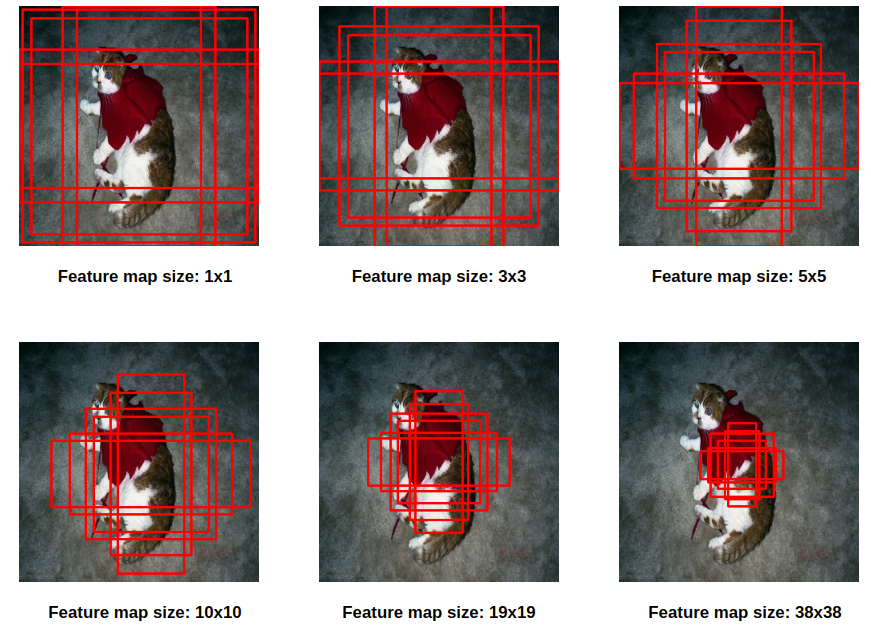 Feature map size: 1x1
Feature map size: 3x3
Feature map size: 5x5
Feature map size: 10x10
Feature map size: 19x19
Feature map size: 38x38